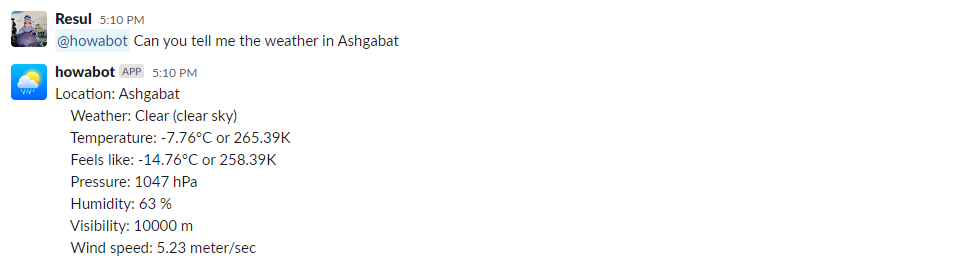 Resul 5:10 PM
@howabot Can you tell me the weather in Ashgabat
howabot APP 5:10 PM
Location: Ashgabat
Weather: Clear (clear sky)
Temperature: -7.76°C or 265.39K
Feels like: -14.76°C or 258.39K
Pressure: 1047 hPa
Humidity: 63 %
Visibility: 10000 m
Wind speed: 5.23 meter/sec